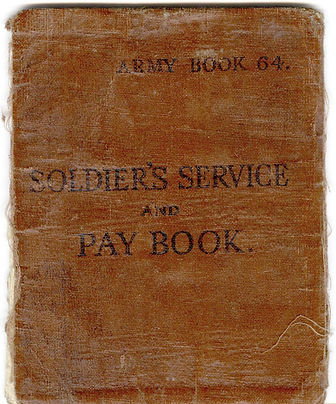 ARMY BOOK 64.
SOLDIER'S SERVICE
AND
PAY BOOK.